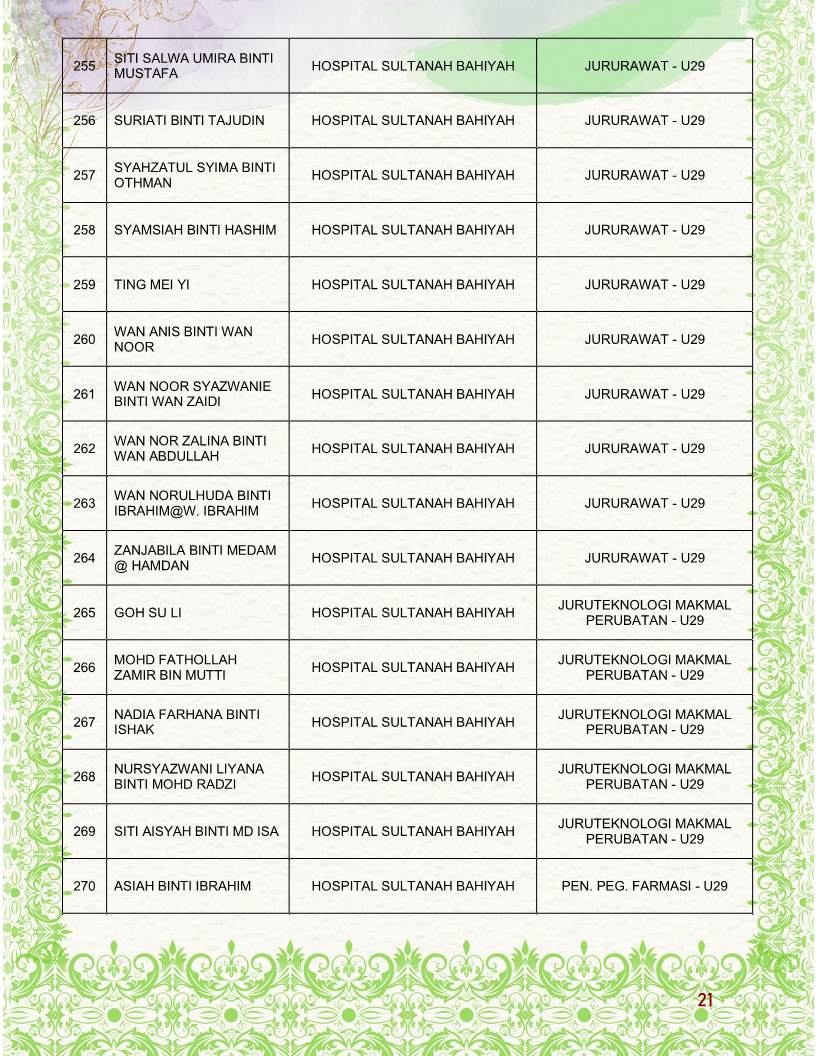 255 SITI SALWA UMIRA BINTI MUSTAFA HOSPITAL SULTANAH BAHIYAH JURURAWAT - U29
256 SURIATI BINTI TAJUDIN HOSPITAL SULTANAH BAHIYAH JURURAWAT - U29
257 SYAHZATUL SYIMA BINTI OTHMAN HOSPITAL SULTANAH BAHIYAH JURURAWAT - U29
258 SYAMSIAH BINTI HASHIM HOSPITAL SULTANAH BAHIYAH JURURAWAT - U29
259 TING MEI YI HOSPITAL SULTANAH BAHIYAH JURURAWAT - U29
260 WAN ANIS BINTI WAN NOOR HOSPITAL SULTANAH BAHIYAH JURURAWAT - U29
261 WAN NOOR SYAZWANIE BINTI WAN ZAIDI HOSPITAL SULTANAH BAHIYAH JURURAWAT - U29
262 WAN NOR ZALINA BINTI WAN ABDULLAH HOSPITAL SULTANAH BAHIYAH JURURAWAT - U29
263 WAN NORULHUDA BINTI IBRAHIM@W. IBRAHIM HOSPITAL SULTANAH BAHIYAH JURURAWAT - U29
264 ZANJABILA BINTI MEDAM @ HAMDAN HOSPITAL SULTANAH BAHIYAH JURURAWAT - U29
265 GOH SU LI HOSPITAL SULTANAH BAHIYAH JURUTEKNOLOGI MAKMAL PERUBATAN - U29
266 MOHD FATHOLLAH ZAMIR BIN MUTTI HOSPITAL SULTANAH BAHIYAH JURUTEKNOLOGI MAKMAL PERUBATAN - U29
267 NADIA FARHANA BINTI ISHAK HOSPITAL SULTANAH BAHIYAH JURUTEKNOLOGI MAKMAL PERUBATAN - U29
268 NURSYAZWANI LIYANA BINTI MOHD RADZI HOSPITAL SULTANAH BAHIYAH JURUTEKNOLOGI MAKMAL PERUBATAN - U29
269 SITI AISYAH BINTI MD ISA HOSPITAL SULTANAH BAHIYAH JURUTEKNOLOGI MAKMAL PERUBATAN - U29
270 ASIAH BINTI IBRAHIM HOSPITAL SULTANAH BAHIYAH PEN. PEG. FARMASI - U29
21